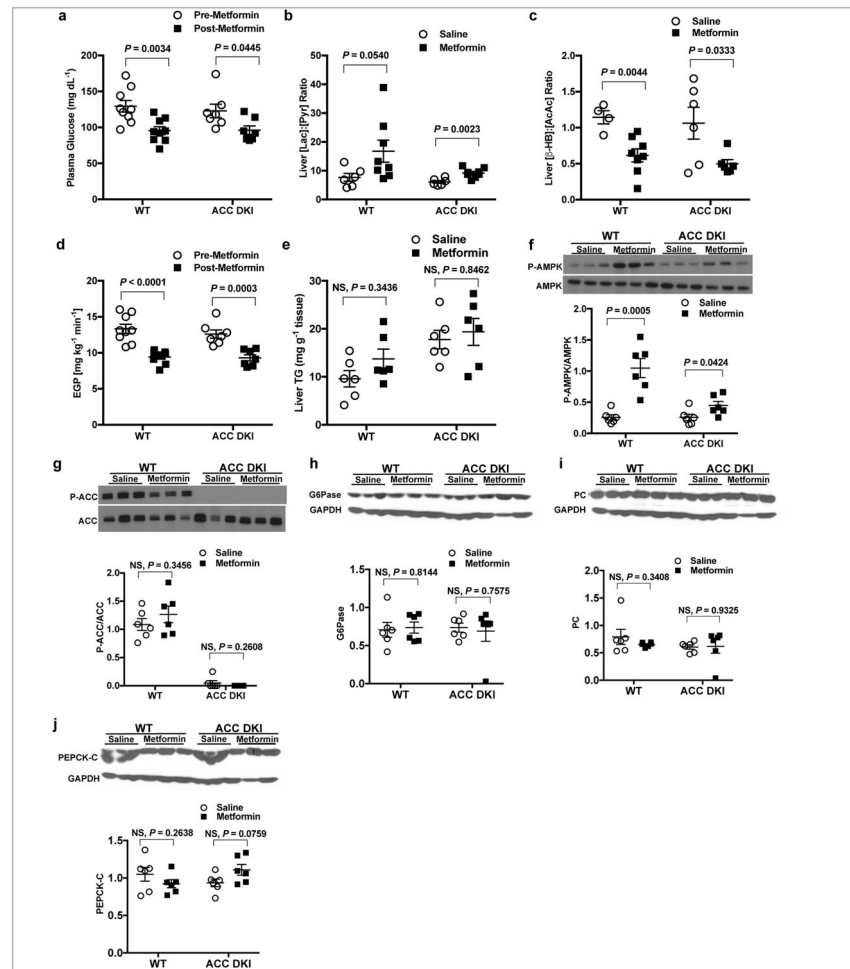 a
Pre-Metformin
Post-Metformin
P = 0.0034
P = 0.0445
Plasma Glucose (mg dL⁻¹)
200
150
100
50
0
WT
ACC DKI
b
Saline
Metformin
P = 0.0540
P = 0.0023
Liver [Lac]:[Pyr] Ratio
50
40
30
20
10
0
WT
ACC DKI
c
Saline
Metformin
P = 0.0044
P = 0.0333
Liver [β-HB]:[AcAc] Ratio
2.0
1.5
1.0
0.5
0.0
WT
ACC DKI
d
Pre-Metformin
Post-Metformin
P < 0.0001
P = 0.0003
EGP [mg kg⁻¹ min⁻¹]
20
15
10
5
0
WT
ACC DKI
e
Saline
Metformin
NS, P = 0.8462
NS, P = 0.3436
Liver TG (mg g⁻¹ tissue)
30
20
10
0
WT
ACC DKI
f
WT
ACC DKI
Saline
Metformin
Saline
Metformin
P-AMPK
AMPK
Saline
Metformin
P = 0.0005
P = 0.0424
P-AMPK/AMPK
2.0
1.5
1.0
0.5
0.0
WT
ACC DKI
g
WT
ACC DKI
Saline
Metformin
Saline
Metformin
P-ACC
ACC
Saline
Metformin
NS, P = 0.3456
NS, P = 0.2608
P-ACC/ACC
2.0
1.5
1.0
0.5
0.0
WT
ACC DKI
h
WT
ACC DKI
Saline
Metformin
Saline
Metformin
G6Pase
GAPDH
Saline
Metformin
NS, P = 0.8144
NS, P = 0.7575
G6Pase
2.0
1.5
1.0
0.5
0.0
WT
ACC DKI
i
WT
ACC DKI
Saline
Metformin
Saline
Metformin
PC
GAPDH
Saline
Metformin
NS, P = 0.3408
NS, P = 0.9325
PC
2.0
1.5
1.0
0.5
0.0
WT
ACC DKI
j
WT
ACC DKI
Saline
Metformin
Saline
Metformin
PEPCK-C
GAPDH
Saline
Metformin
NS, P = 0.2638
NS, P = 0.0759
PEPCK-C
1.5
1.0
0.5
0.0
WT
ACC DKI